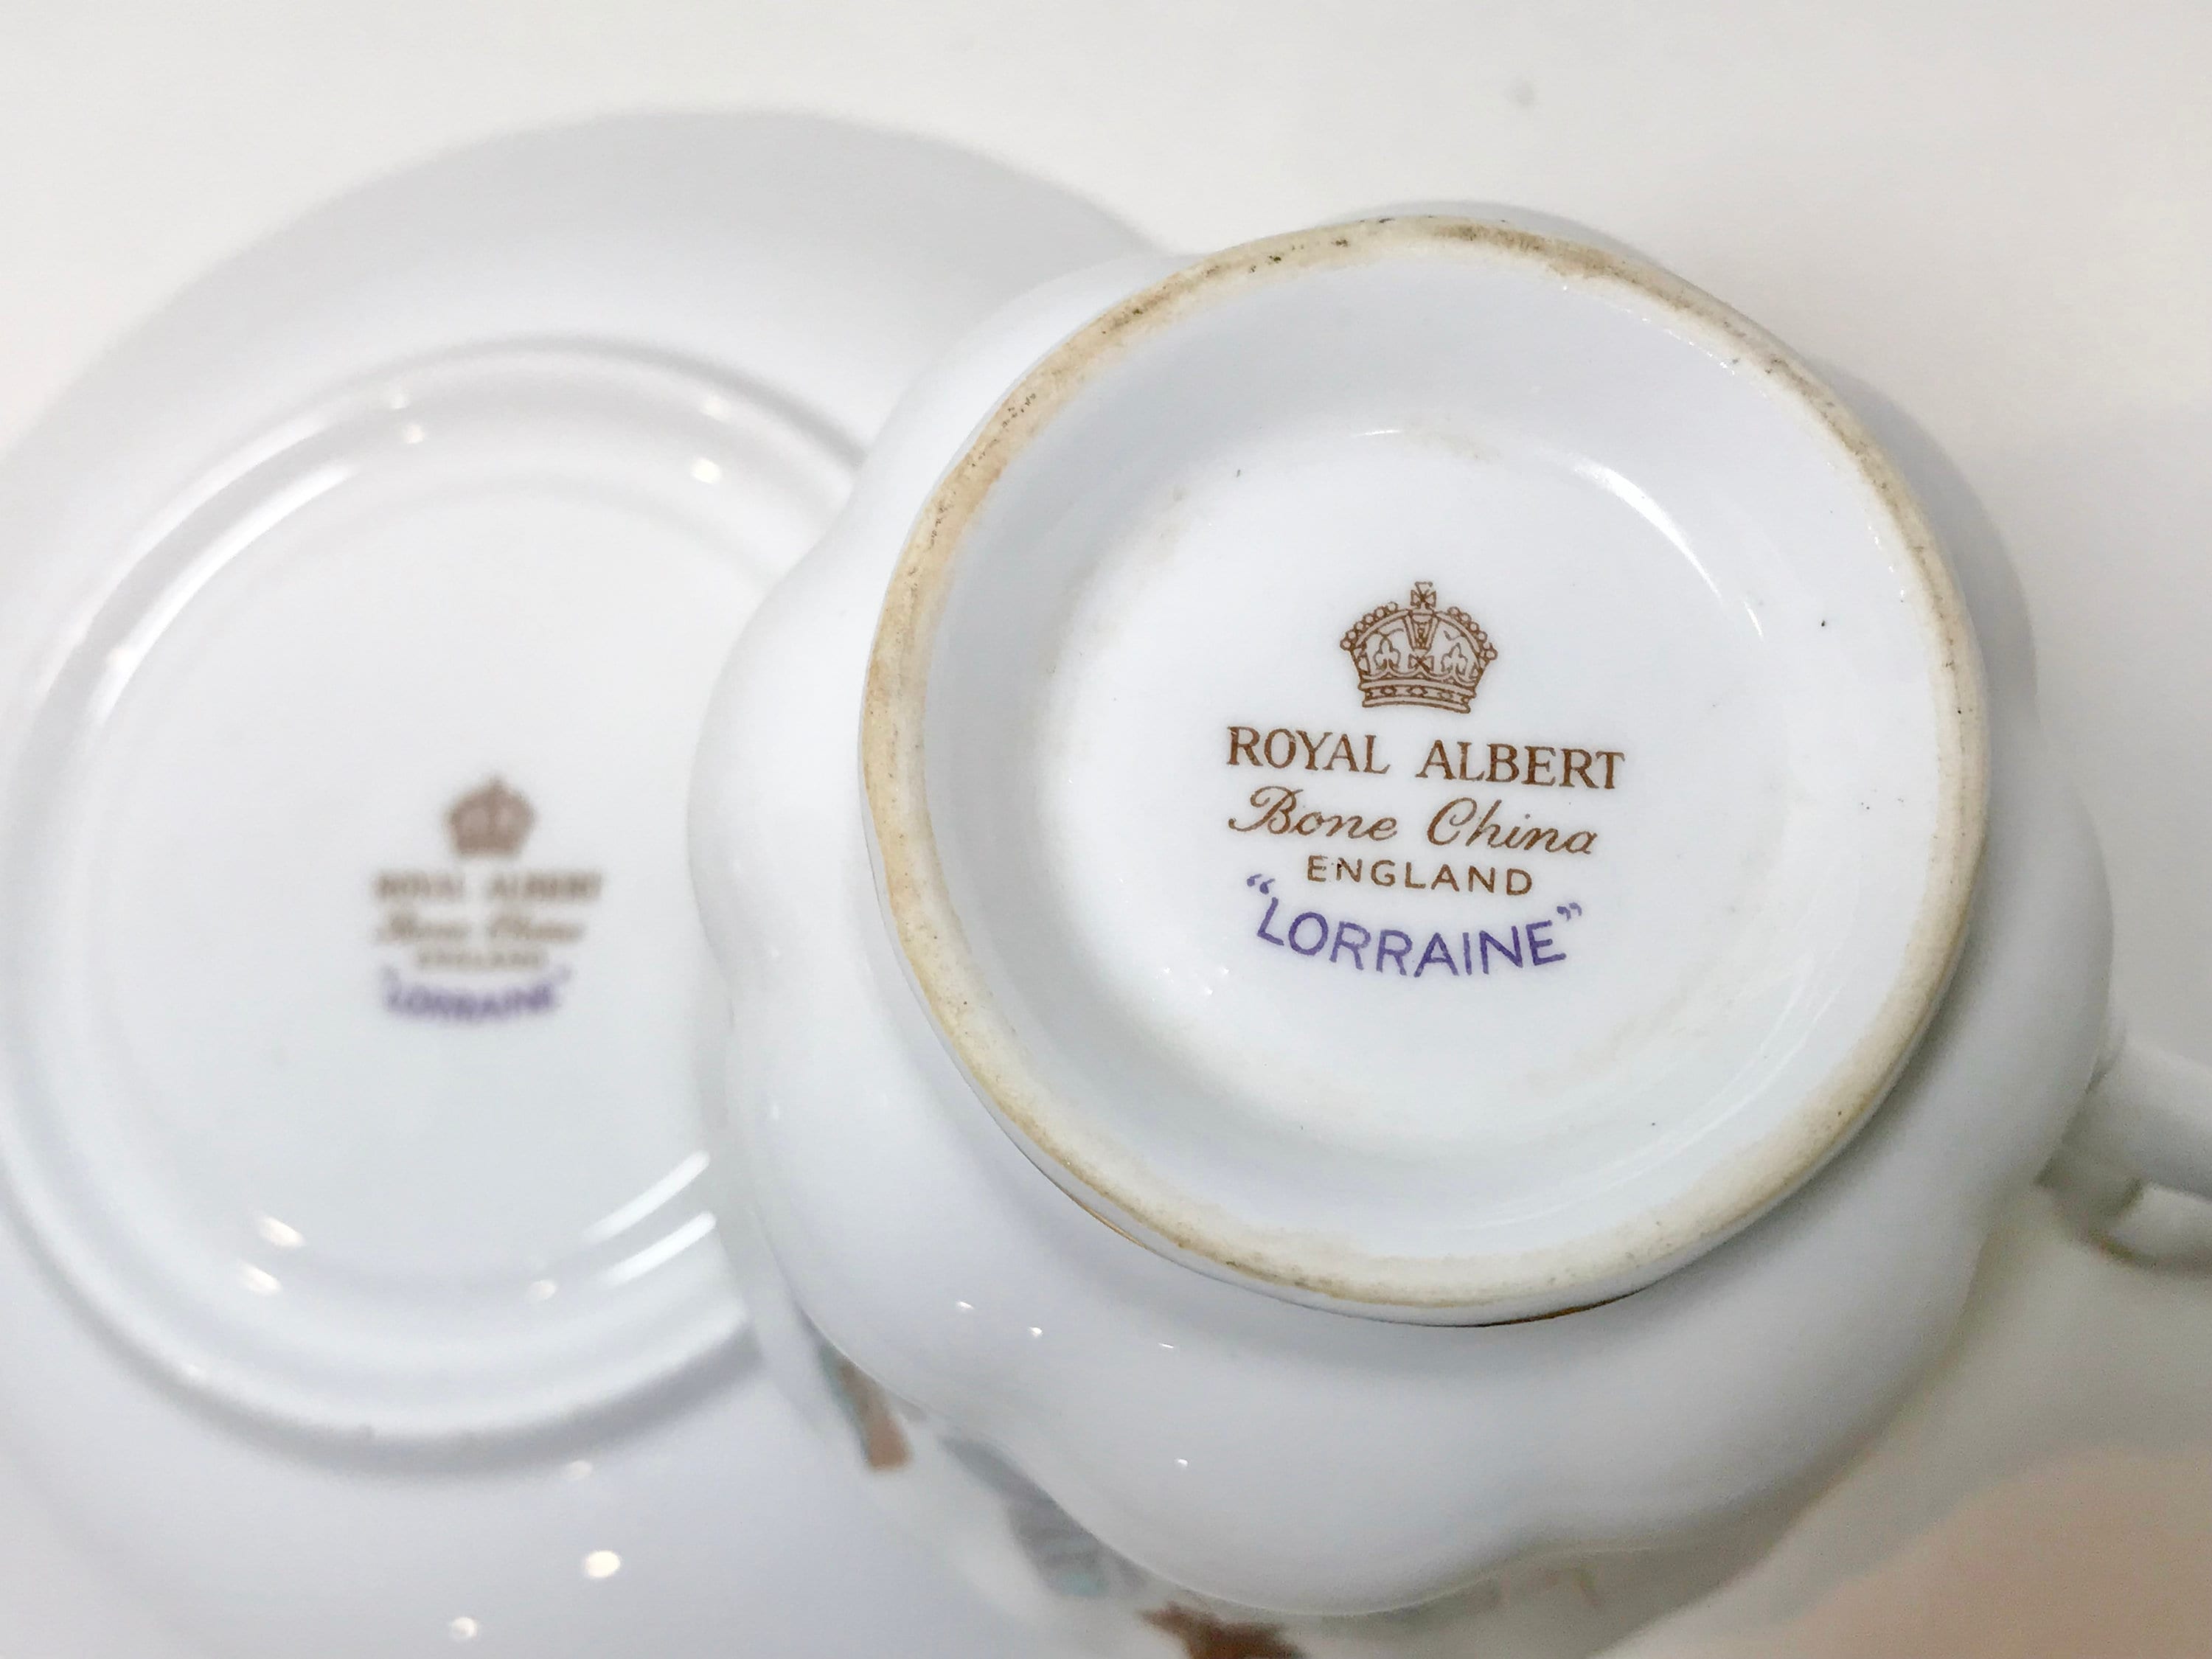 ROYAL ALBERT
Bone China
ENGLAND
"LORRAINE"
ROYAL ALBERT
Bone China
ENGLAND
"LORRAINE"